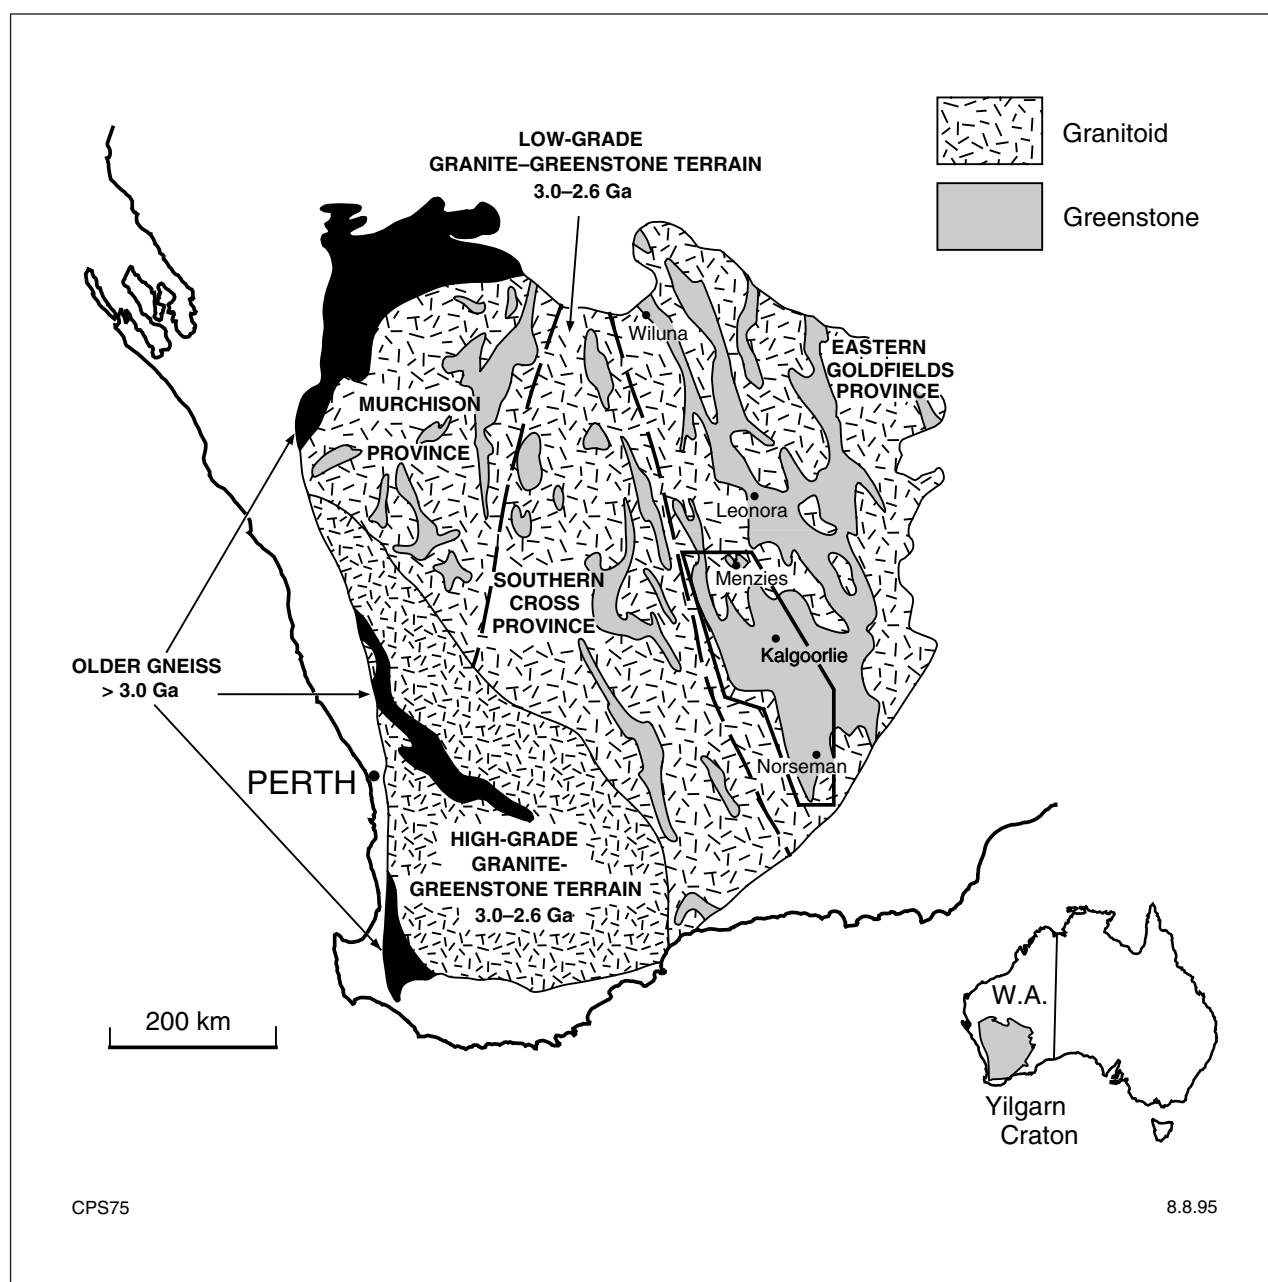 LOW-GRADE
GRANITE–GREENSTONE TERRAIN
3.0–2.6 Ga
Granitoid
Greenstone
Wiluna
EASTERN
GOLDFIELDS
PROVINCE
MURCHISON
PROVINCE
Leonora
Menzies
SOUTHERN
CROSS
PROVINCE
Kalgoorlie
OLDER GNEISS
> 3.0 Ga
Norseman
PERTH
HIGH-GRADE
GRANITE-
GREENSTONE TERRAIN
3.0–2.6 Ga
200 km
W.A.
Yilgarn
Craton
CPS75
8.8.95